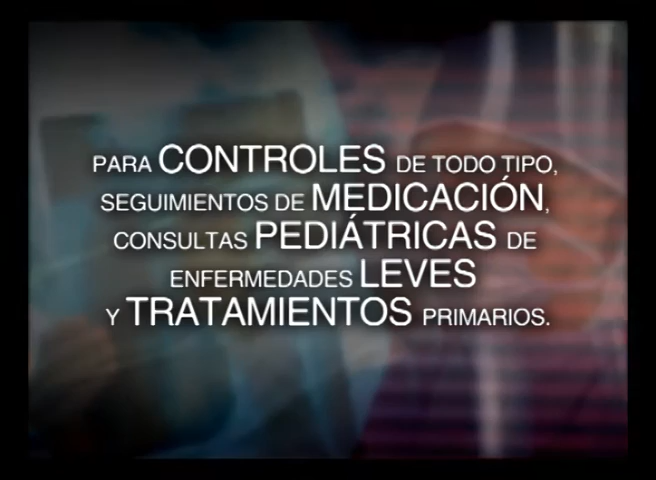 PARA CONTROLES DE TODO TIPO,
SEGUIMIENTOS DE MEDICACIÓN,
CONSULTAS PEDIÁTRICAS DE
ENFERMEDADES LEVES
Y TRATAMIENTOS PRIMARIOS.